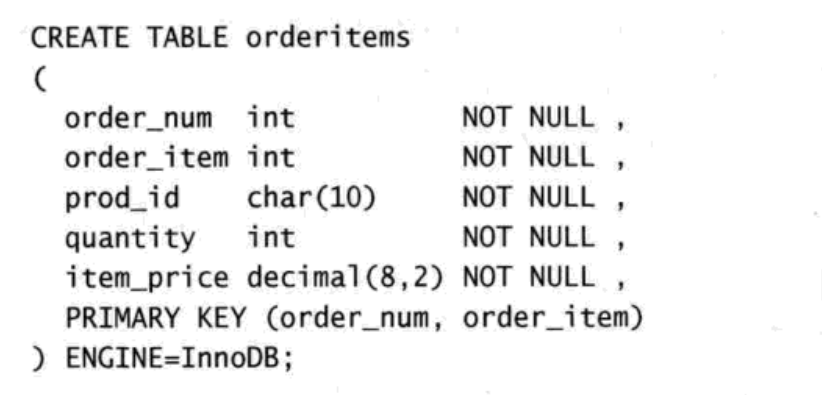 CREATE TABLE orderitems
(
  order_num  int          NOT NULL ,
  order_item int          NOT NULL ,
  prod_id    char(10)     NOT NULL ,
  quantity   int          NOT NULL ,
  item_price decimal(8,2) NOT NULL ,
  PRIMARY KEY (order_num, order_item)
) ENGINE=InnoDB;